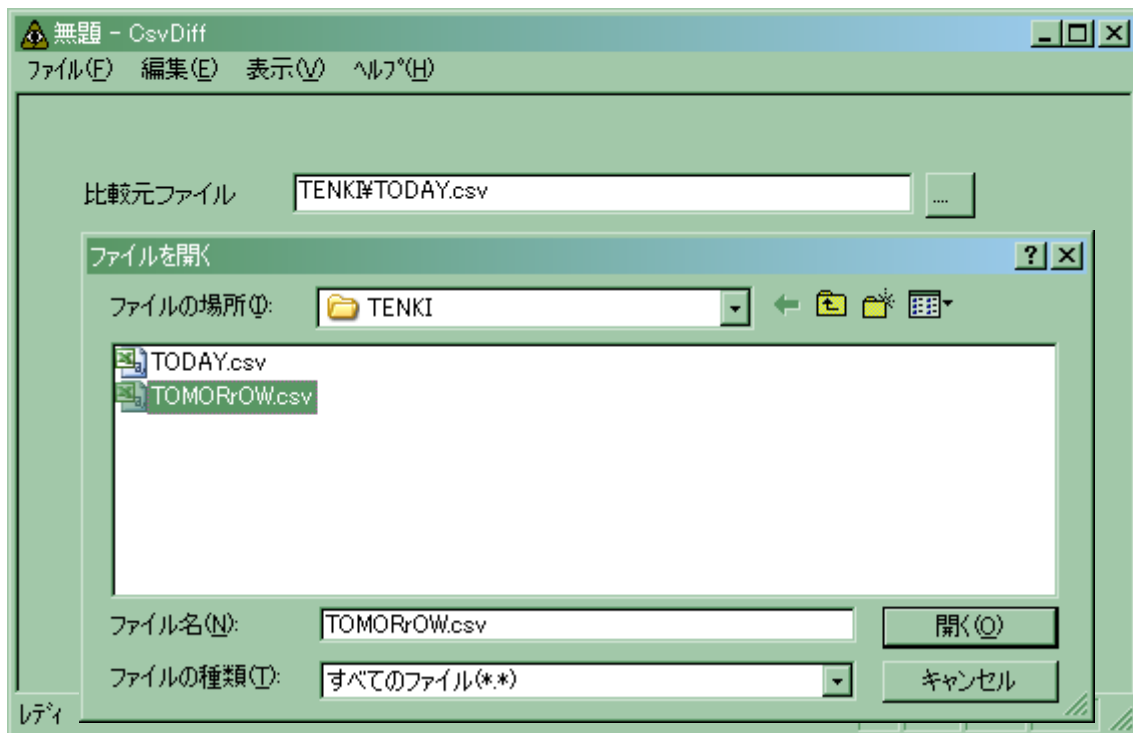 無題 - CsvDiff
ファイル(F) 編集(E) 表示(V) ヘルプ(H)
比較元ファイル TENKI¥TODAY.csv ....
ファイルを開く
ファイルの場所(I): TENKI
TODAY.csv
TOMORrOW.csv
ファイル名(N): TOMORrOW.csv 開く(O)
ファイルの種類(T): すべてのファイル(*.*) キャンセル
レディ